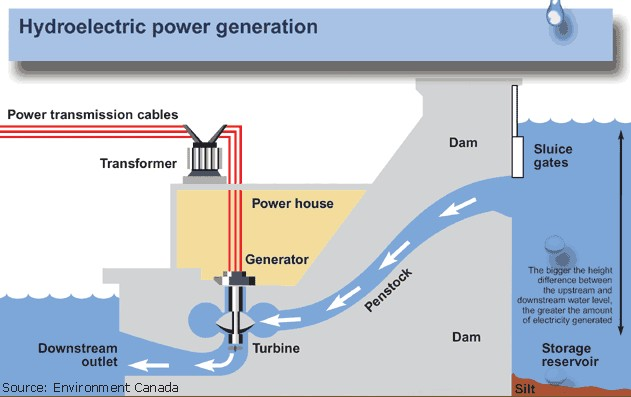 Hydroelectric power generation
Power transmission cables
Transformer
Dam
Sluice
gates
Power house
Generator
Penstock
The bigger the height
difference between
the upstream and
downstream water level,
the greater the amount
of electricity generated
Downstream
outlet
Turbine
Dam
Storage
reservoir
Source: Environment Canada
Silt